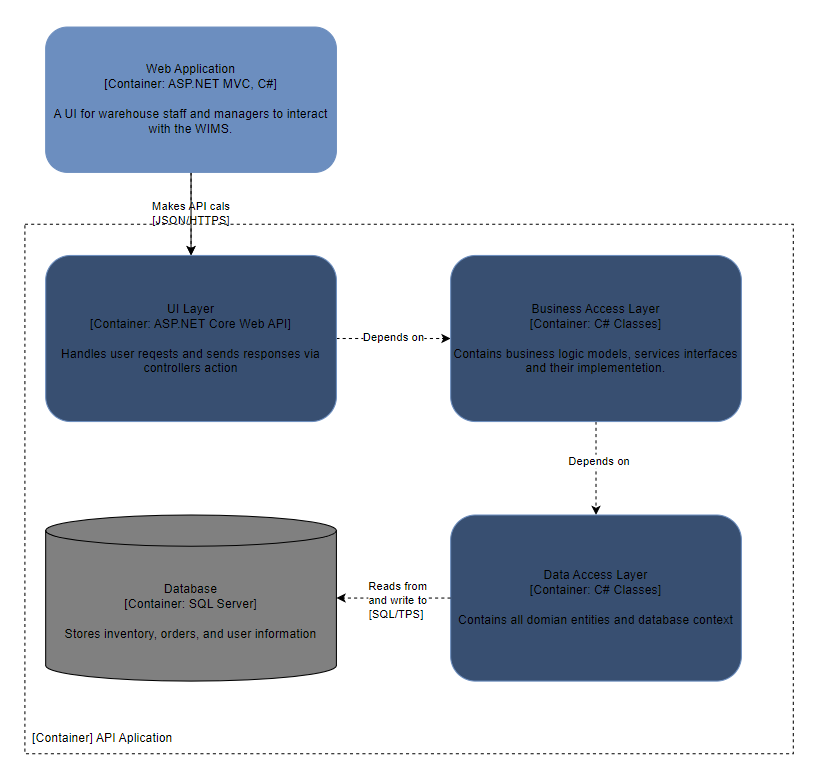 Web Application
[Container: ASP.NET MVC, C#]
A UI for warehouse staff and managers to interact
with the WIMS.
Makes API cals
[JSON/HTTPS]
UI Layer
[Container: ASP.NET Core Web API]
Handles user reqests and sends responses via
controllers action
Depends on
Business Access Layer
[Container: C# Classes]
Contains business logic models, services interfaces
and their implementetion.
Depends on
Database
[Container: SQL Server]
Stores inventory, orders, and user information
Reads from
and write to
[SQL/TPS]
Data Access Layer
[Container: C# Classes]
Contains all domian entities and database context
[Container] API Aplication